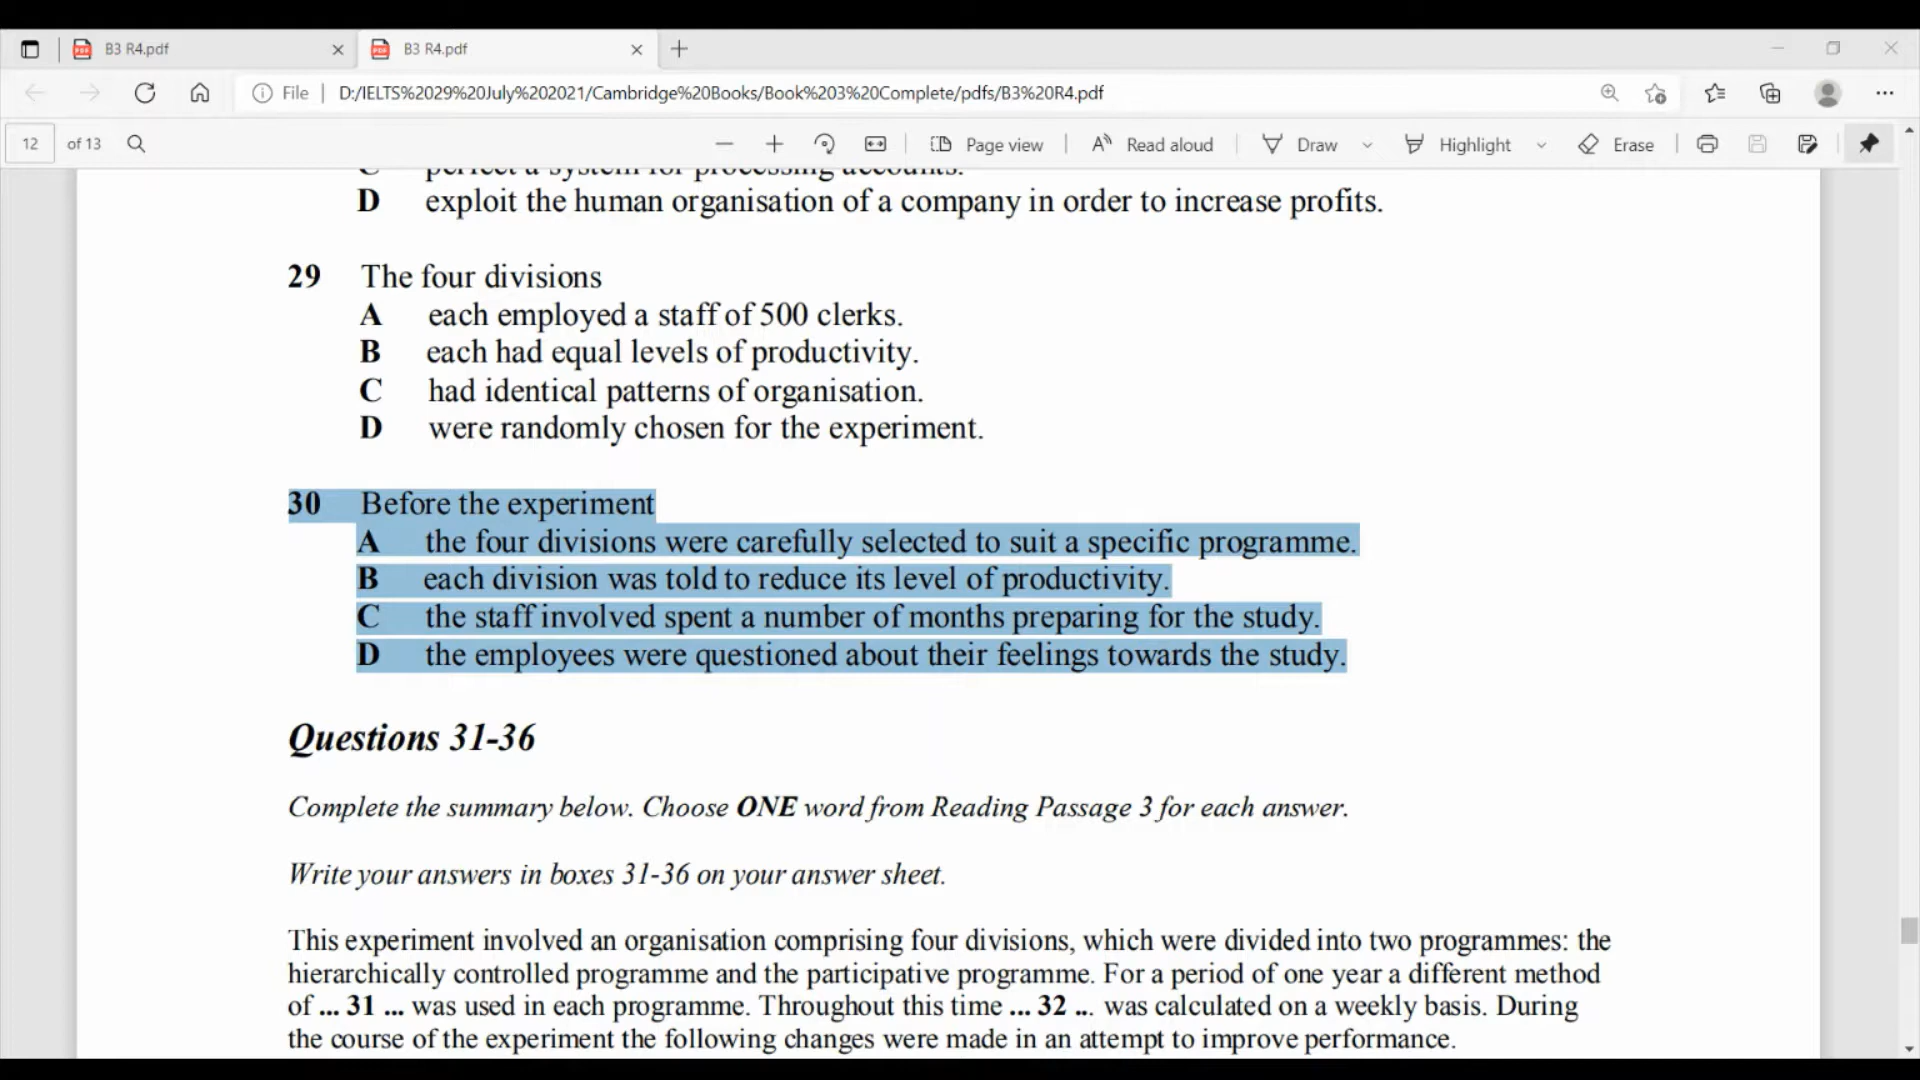 B3 R4.pdf
B3 R4.pdf
File D:/IELTS%2029%20July%202021/Cambridge%20Books/Book%203%20Complete/pdfs/B3%20R4.pdf
12 of 13 Page view Read aloud Draw Highlight Erase
C perfect a system for processing accounts.
D exploit the human organisation of a company in order to increase profits.
29 The four divisions
A each employed a staff of 500 clerks.
B each had equal levels of productivity.
C had identical patterns of organisation.
D were randomly chosen for the experiment.
30 Before the experiment
A the four divisions were carefully selected to suit a specific programme.
B each division was told to reduce its level of productivity.
C the staff involved spent a number of months preparing for the study.
D the employees were questioned about their feelings towards the study.
Questions 31-36
Complete the summary below. Choose ONE word from Reading Passage 3 for each answer.
Write your answers in boxes 31-36 on your answer sheet.
This experiment involved an organisation comprising four divisions, which were divided into two programmes: the
hierarchically controlled programme and the participative programme. For a period of one year a different method
of ... 31 ... was used in each programme. Throughout this time ... 32 ... was calculated on a weekly basis. During
the course of the experiment the following changes were made in an attempt to improve performance.